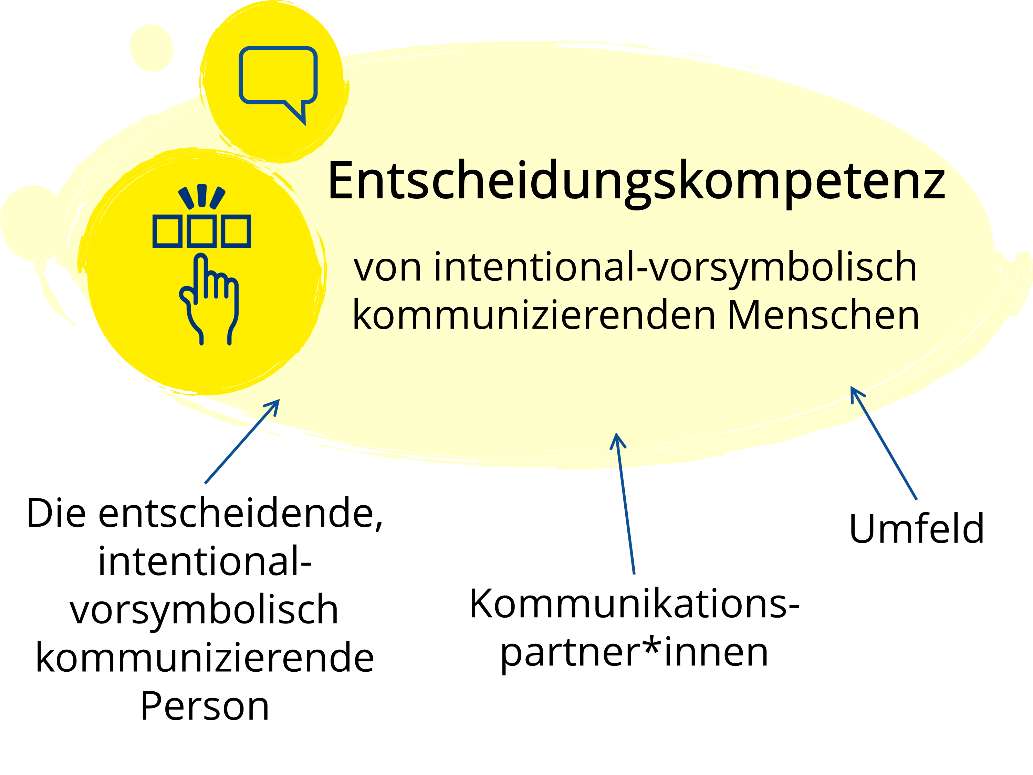 Entscheidungskompetenz
von intentional-vorsymbolisch
kommunizierenden Menschen
Die entscheidende,
intentional-
vorsymbolisch
kommunizierende
Person
Kommunikations-
partner*innen
Umfeld